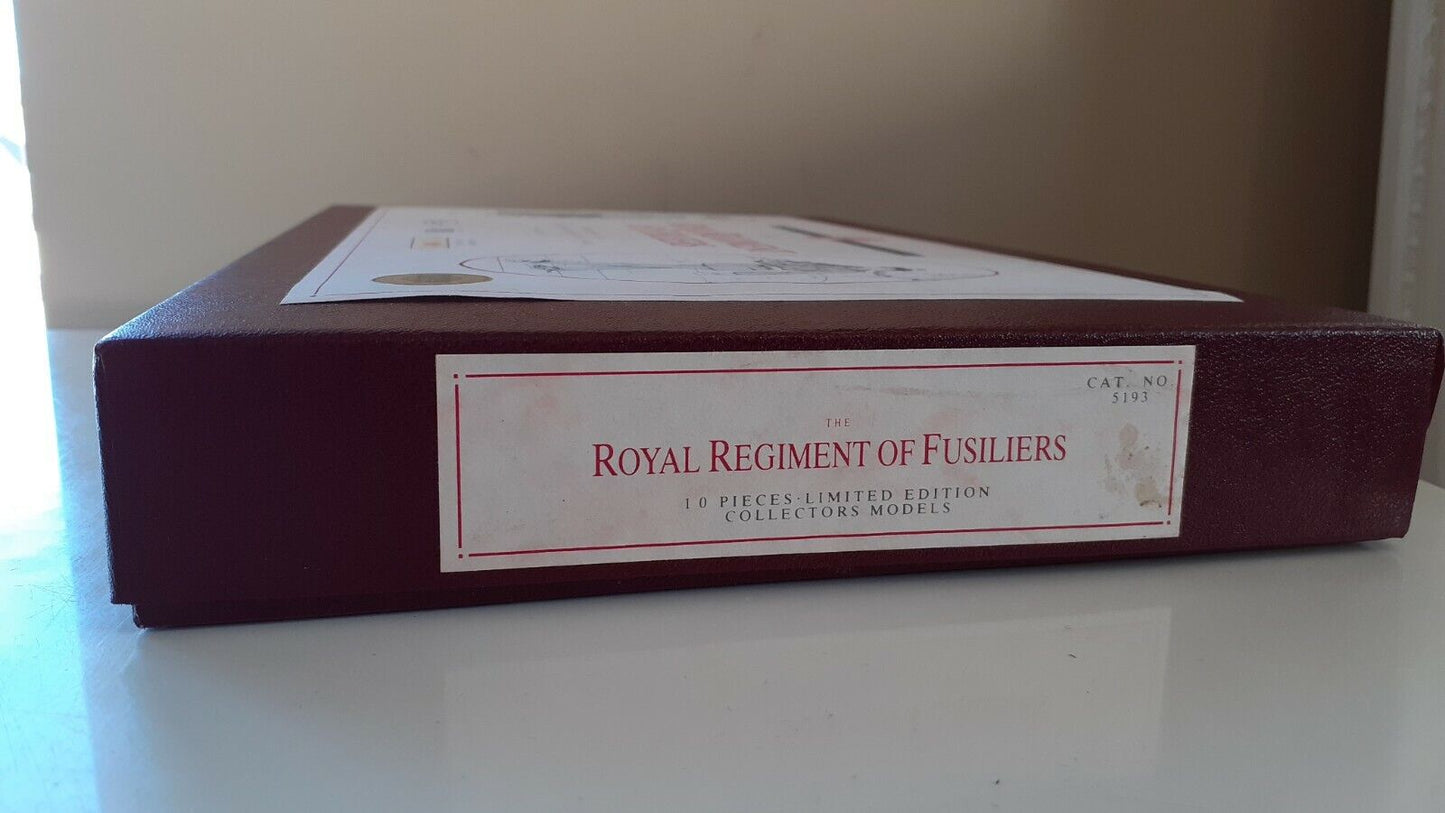 CAT. NO
5193
THE
ROYAL REGIMENT OF FUSILIERS
10 PIECES·LIMITED EDITION
COLLECTORS MODELS